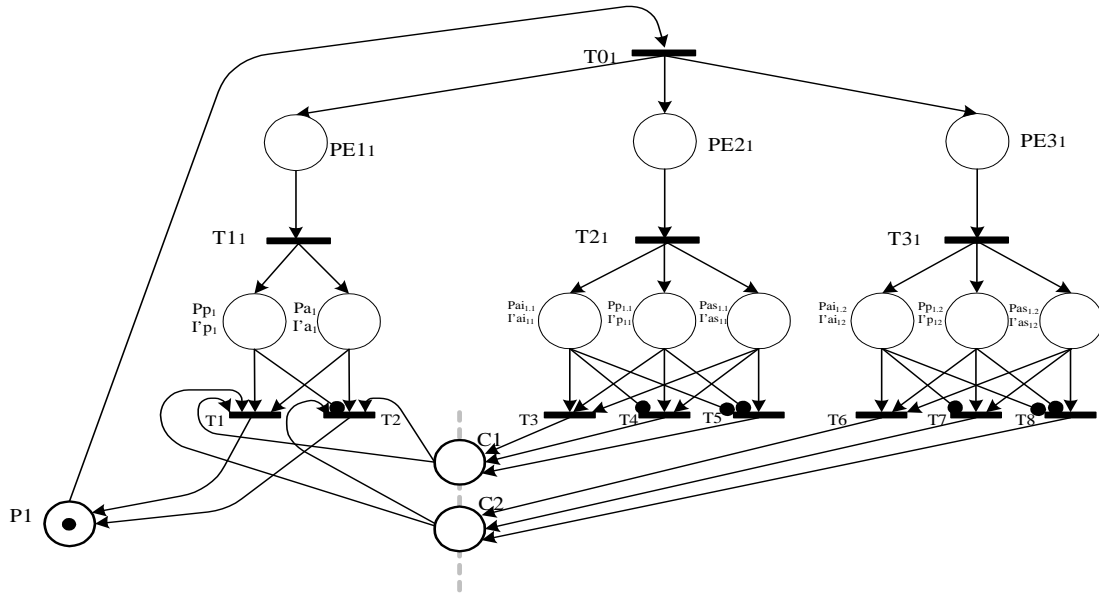 T01
PE11
PE21
PE31
T11
T21
T31
Pp1
I'p1
Pa1
I'a1
Pai1.1
I'ai11
Pp1.1
I'p11
Pas1.1
I'as11
Pai1.2
I'ai12
Pp1.2
I'p12
Pas1.2
I'as12
T1
T2
T3
T4
T5
T6
T7
T8
C1
C2
P1